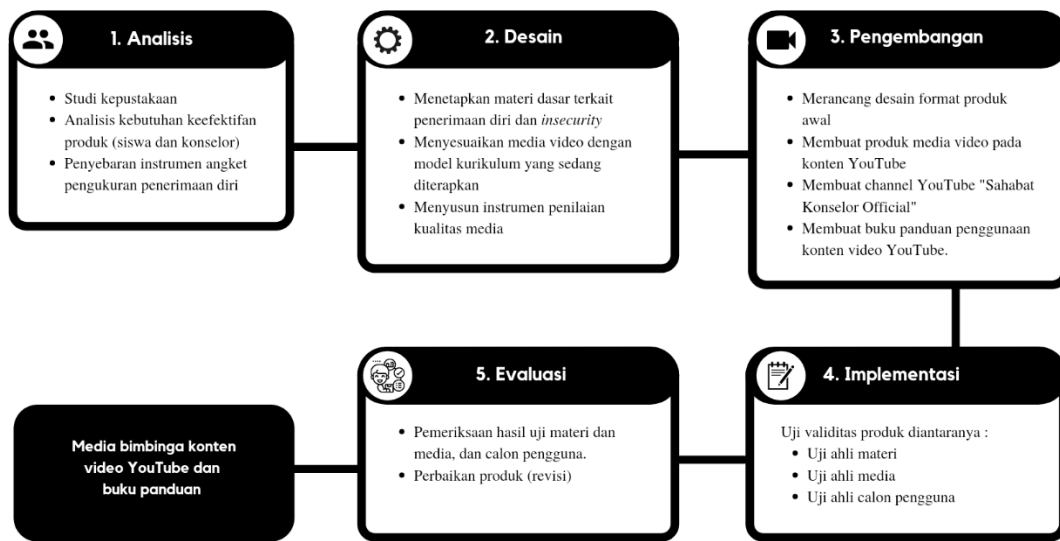 1. Analisis
• Studi kepustakaan
• Analisis kebutuhan keefektifan
produk (siswa dan konselor)
• Penyebaran instrumen angket
pengukuran penerimaan diri
2. Desain
• Menetapkan materi dasar terkait
penerimaan diri dan insecurity
• Menyesuaikan media video dengan
model kurikulum yang sedang
diterapkan
• Menyusun instrumen penilaian
kualitas media
3. Pengembangan
• Merancang desain format produk
awal
• Membuat produk media video pada
konten YouTube
• Membuat channel YouTube "Sahabat
Konselor Official"
• Membuat buku panduan penggunaan
konten video YouTube.
4. Implementasi
Uji validitas produk diantaranya :
• Uji ahli materi
• Uji ahli media
• Uji ahli calon pengguna
5. Evaluasi
• Pemeriksaan hasil uji materi dan
media, dan calon pengguna.
• Perbaikan produk (revisi)
Media bimbinga konten
video YouTube dan
buku panduan